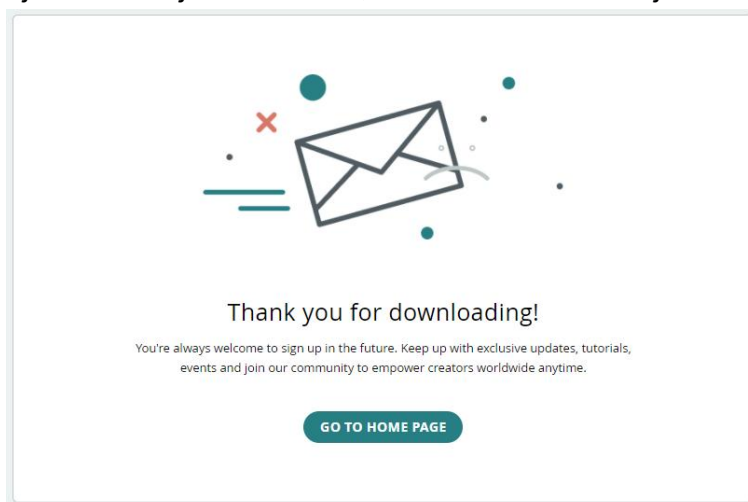 Thank you for downloading!
You're always welcome to sign up in the future. Keep up with exclusive updates, tutorials,
events and join our community to empower creators worldwide anytime.
GO TO HOME PAGE